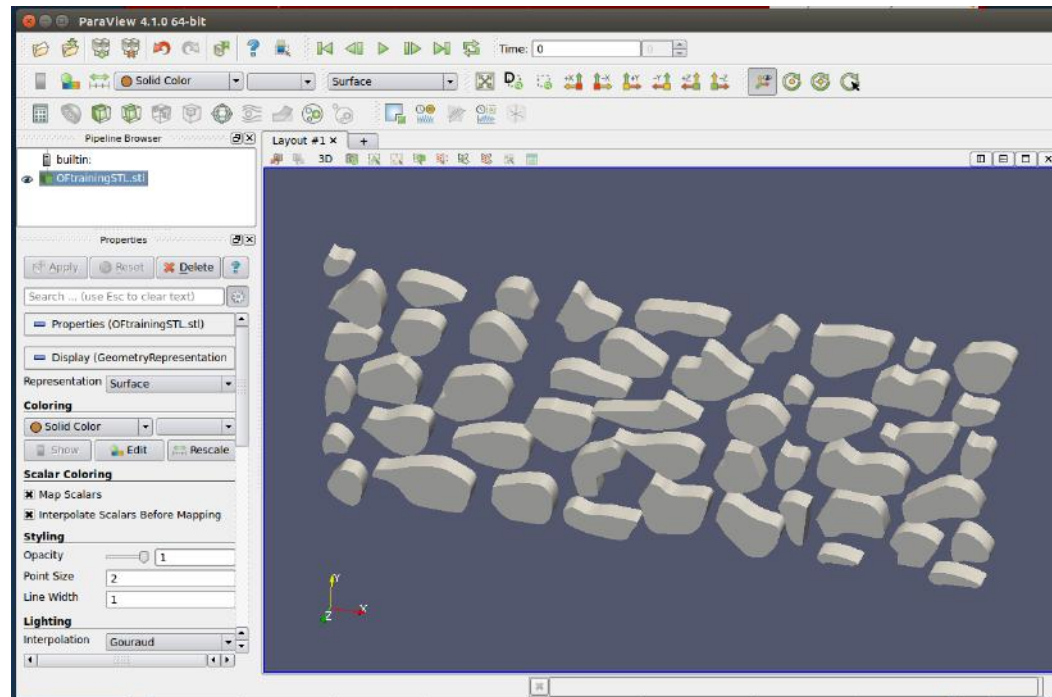 ParaView 4.1.0 64-bit
Time: 0 0
Solid Color Surface
Pipeline Browser
Layout #1
3D
builtin:
OFtrainingSTL.stl
Properties
Apply Reset Delete
Search ... (use Esc to clear text)
Properties (OFtrainingSTL.stl)
Display (GeometryRepresentation
Representation Surface
Coloring
Solid Color
Show Edit Rescale
Scalar Coloring
Map Scalars
Interpolate Scalars Before Mapping
Styling
Opacity 1
Point Size 2
Line Width 1
Lighting
Interpolation Gouraud
Y
X
Z